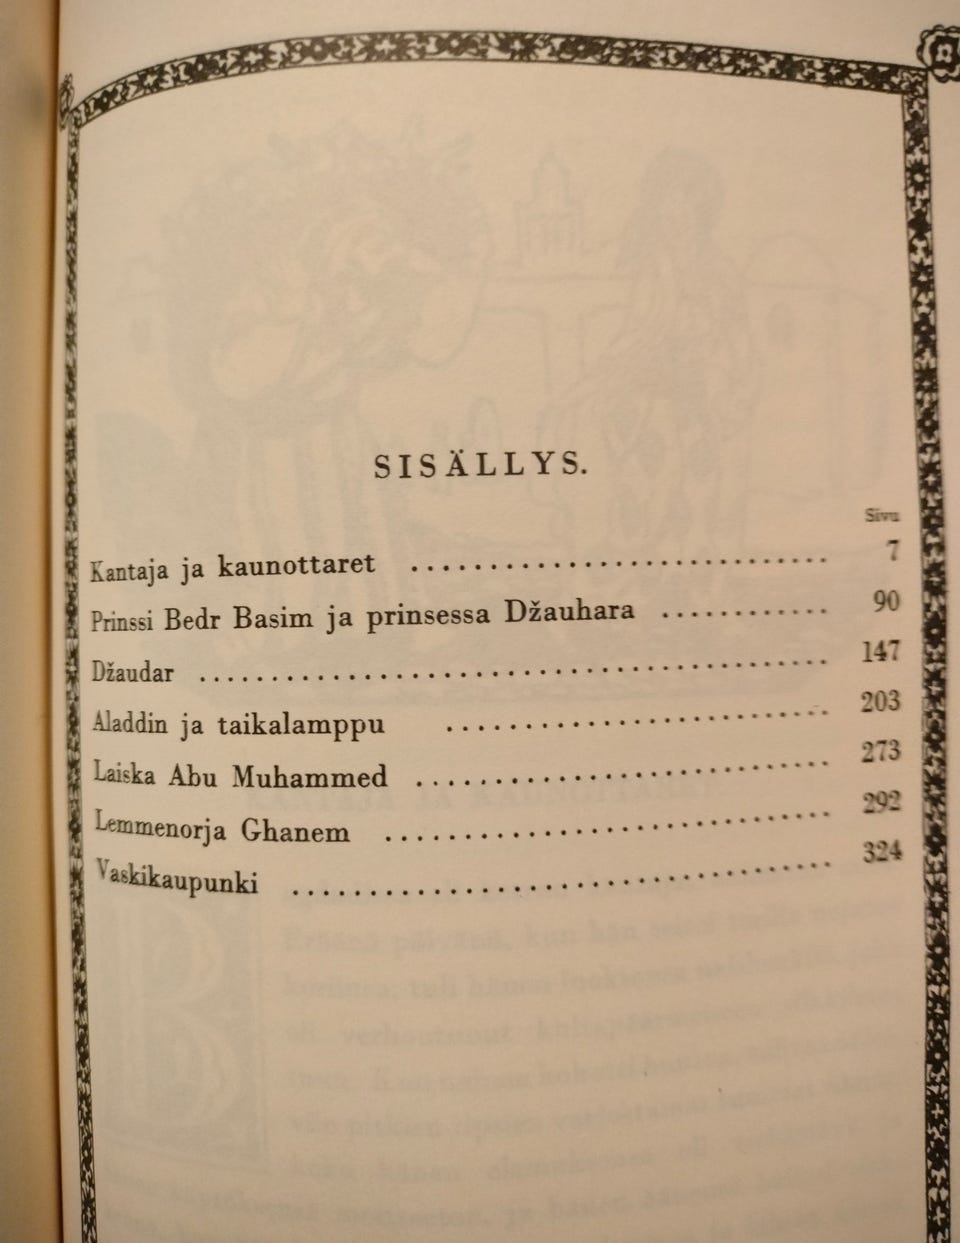 SISÄLLYS.
Sivu
Kantaja ja kaunottaret ........................... 7
Prinssi Bedr Basim ja prinsessa Džauhara ........... 90
Džaudar ................................... 147
Aladdin ja taikalamppu ........................ 203
Laiska Abu Muhammed .......................... 273
Lemmenorja Ghanem ............................ 292
Vaskikaupunki .................................. 324